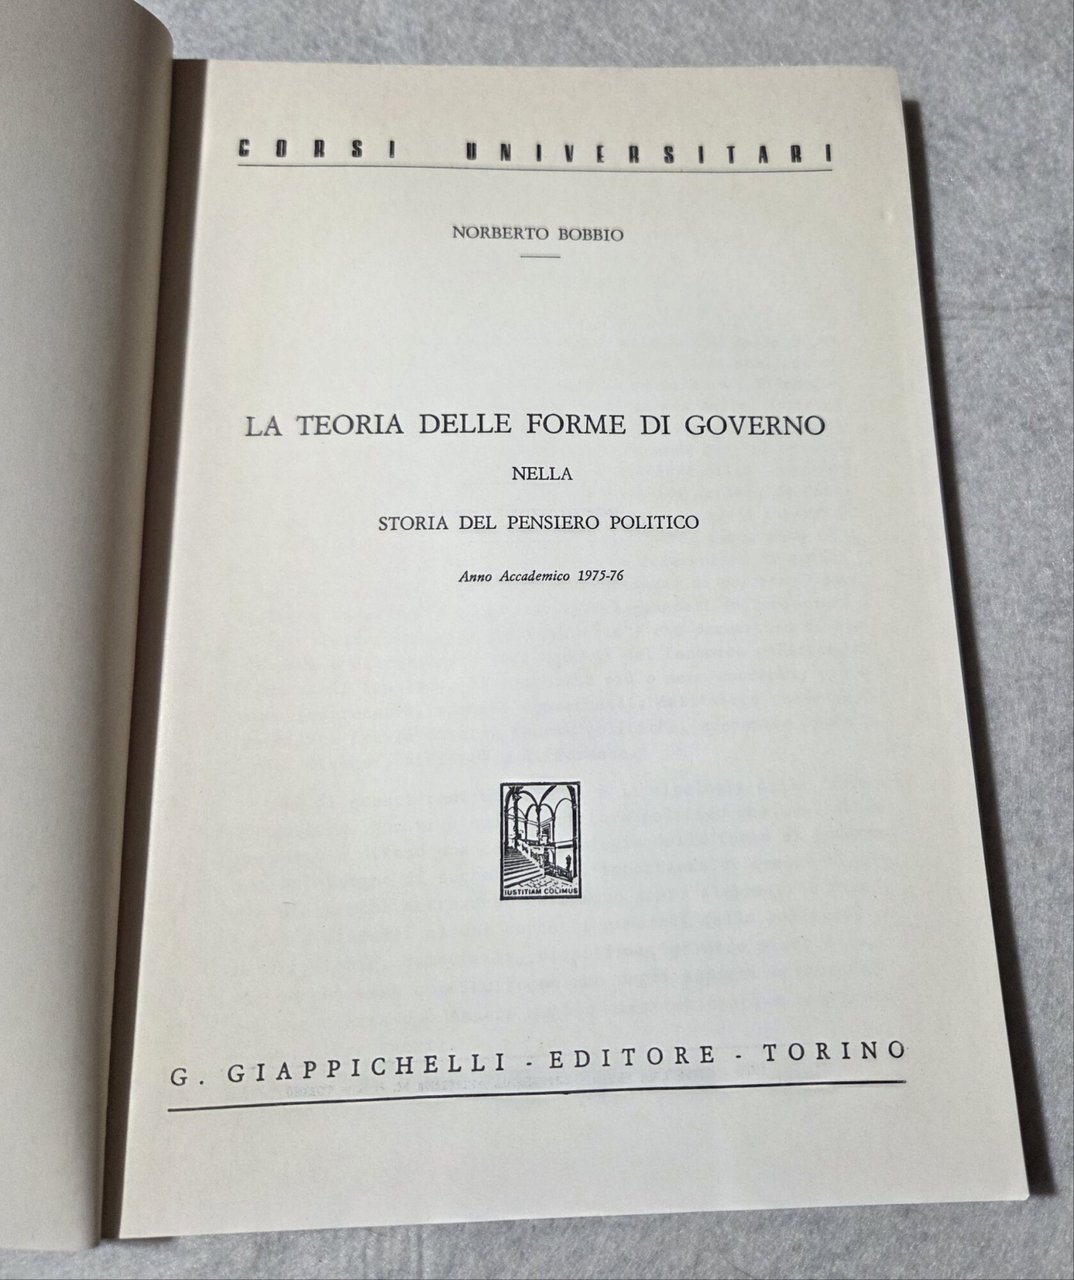 CORSI UNIVERSITARI
NORBERTO BOBBIO
LA TEORIA DELLE FORME DI GOVERNO
NELLA
STORIA DEL PENSIERO POLITICO
Anno Accademico 1975-76
IUSTITIAM COLIMUS
G. GIAPPICHELLI - EDITORE - TORINO